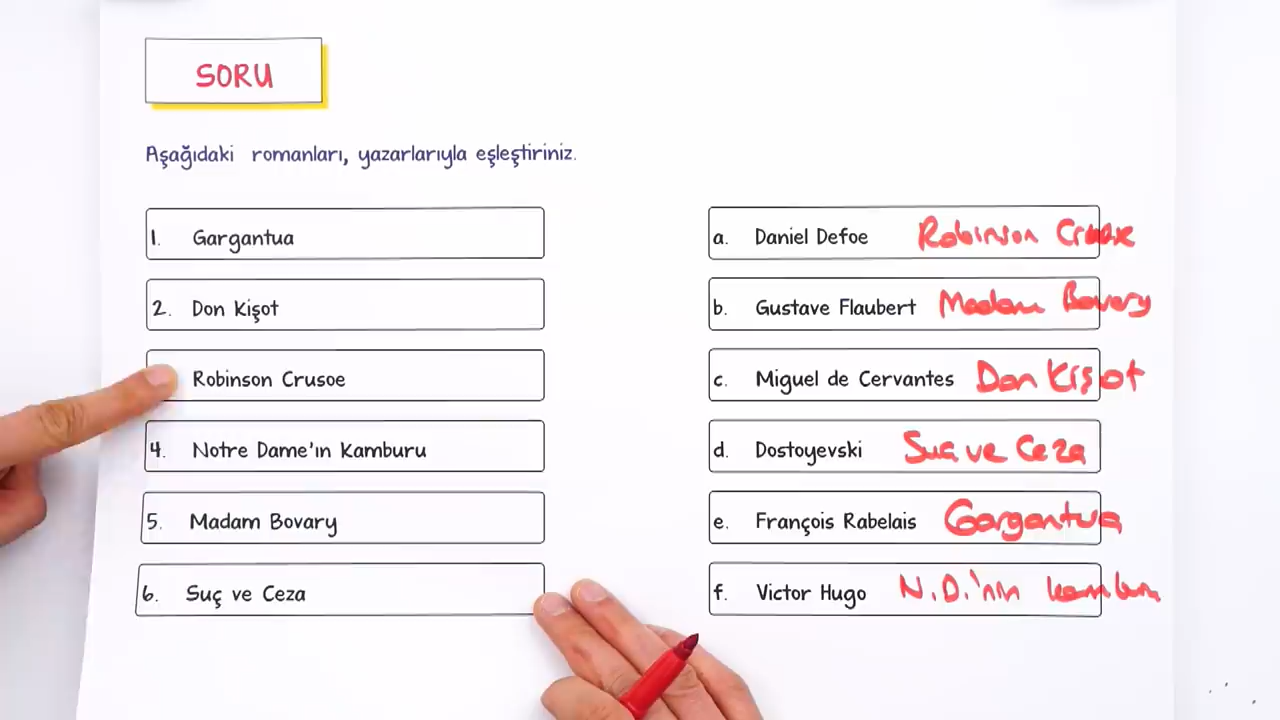 SORU
Aşağıdaki romanları, yazarlarıyla eşleştiriniz.
1. Gargantua
2. Don Kişot
Robinson Crusoe
4. Notre Dame'ın Kamburu
5. Madam Bovary
6. Suç ve Ceza
a. Daniel Defoe Robinson Crusoe
b. Gustave Flaubert Madam Bovary
c. Miguel de Cervantes Don Kişot
d. Dostoyevski Suç ve Ceza
e. François Rabelais Gargantua
f. Victor Hugo N.D.'nın